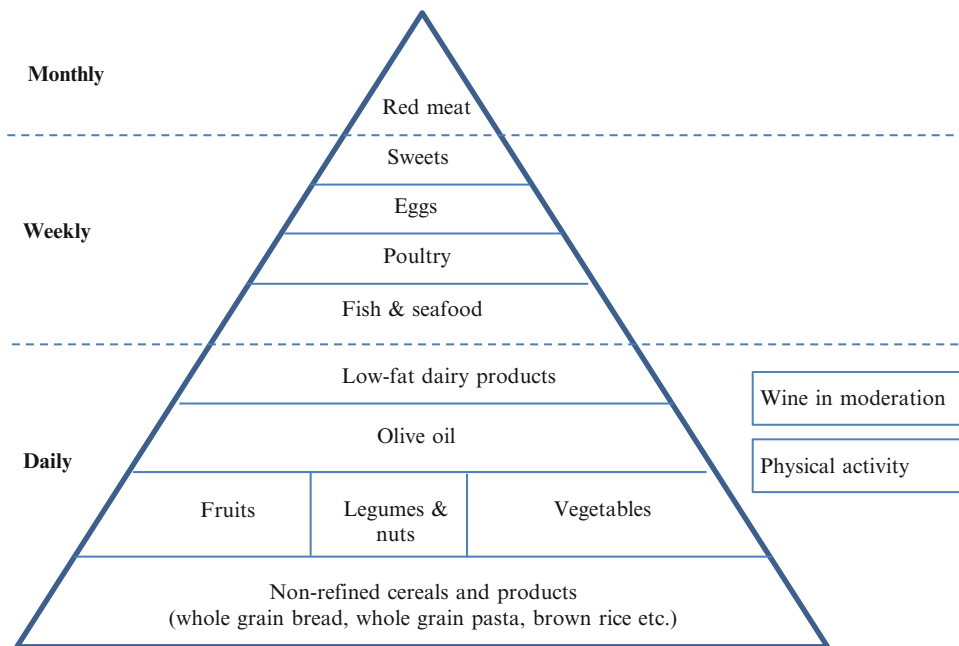 Monthly
Red meat
Sweets
Eggs
Weekly
Poultry
Fish & seafood
Low-fat dairy products
Wine in moderation
Olive oil
Daily
Physical activity
Fruits
Legumes &
nuts
Vegetables
Non-refined cereals and products
(whole grain bread, whole grain pasta, brown rice etc.)